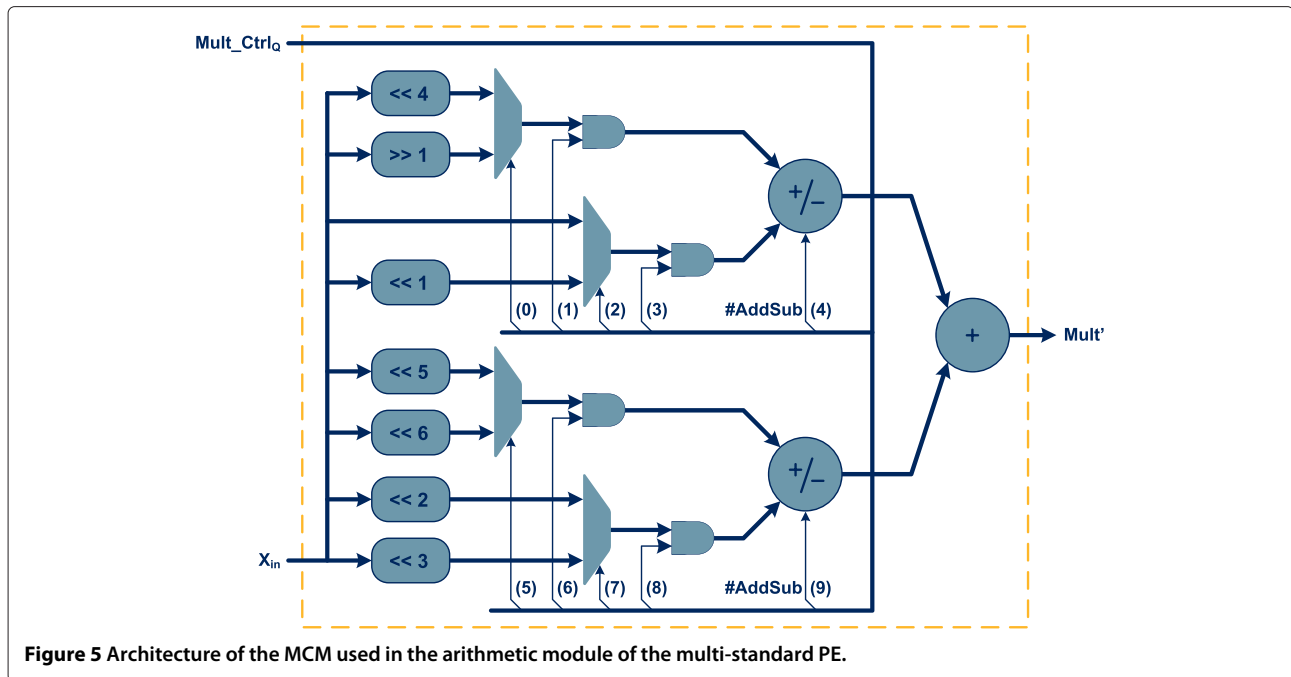 Mult_CtrlQ
<< 4
>> 1
+/−
<< 1
(0) (1) (2) (3) #AddSub (4)
+
Mult'
<< 5
<< 6
+/−
<< 2
Xin
<< 3
(5) (6) (7) (8) #AddSub (9)
Figure 5 Architecture of the MCM used in the arithmetic module of the multi-standard PE.